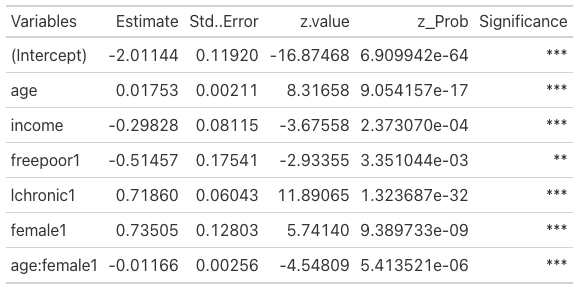 Variables Estimate Std..Error z.value z_Prob Significance
(Intercept) -2.01144 0.11920 -16.87468 6.909942e-64 ***
age 0.01753 0.00211 8.31658 9.054157e-17 ***
income -0.29828 0.08115 -3.67558 2.373070e-04 ***
freepoor1 -0.51457 0.17541 -2.93355 3.351044e-03 **
lchronic1 0.71860 0.06043 11.89065 1.323687e-32 ***
female1 0.73505 0.12803 5.74140 9.389733e-09 ***
age:female1 -0.01166 0.00256 -4.54809 5.413521e-06 ***